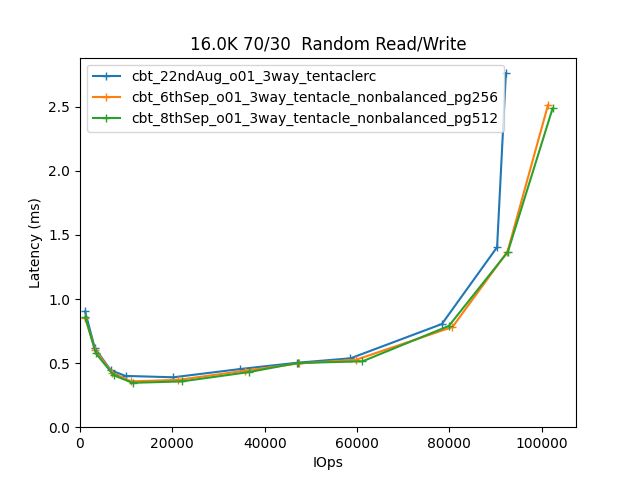 16.0K 70/30  Random Read/Write
cbt_22ndAug_o01_3way_tentaclerc
cbt_6thSep_o01_3way_tentacle_nonbalanced_pg256
cbt_8thSep_o01_3way_tentacle_nonbalanced_pg512
Latency (ms)
2.5
2.0
1.5
1.0
0.5
0.0
0 20000 40000 60000 80000 100000
IOps